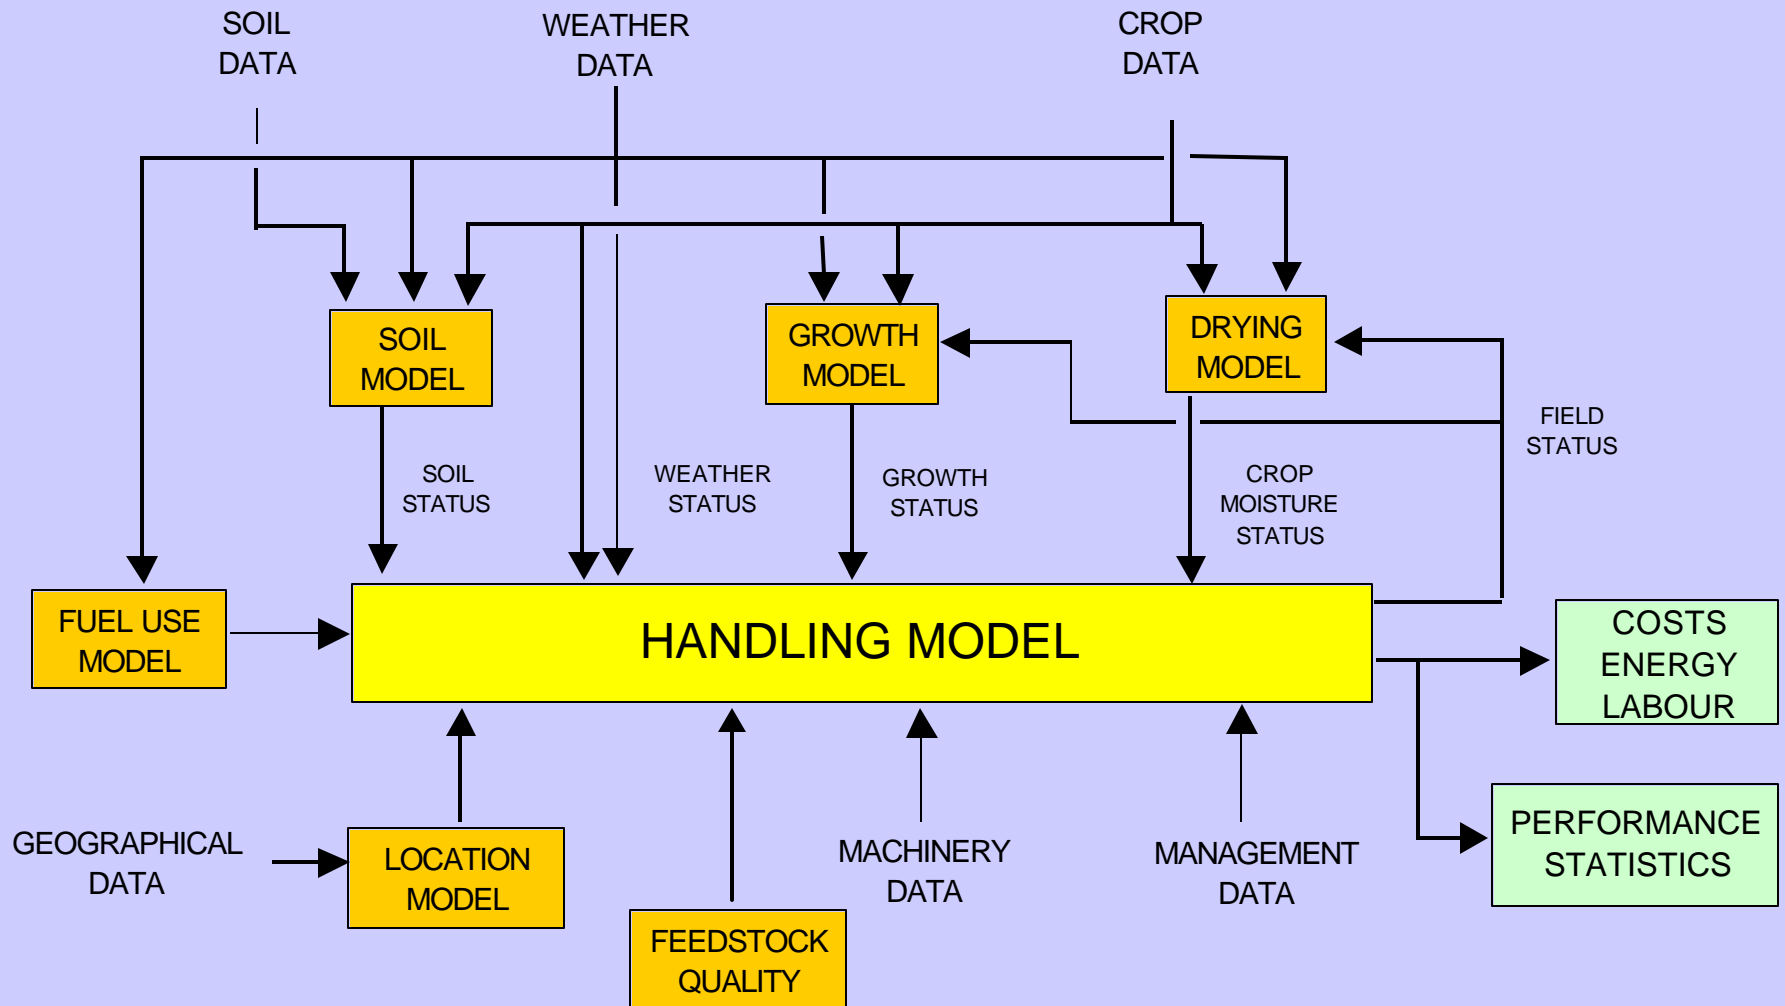 SOIL
DATA
WEATHER
DATA
CROP
DATA
SOIL
MODEL
GROWTH
MODEL
DRYING
MODEL
FIELD
STATUS
SOIL
STATUS
WEATHER
STATUS
GROWTH
STATUS
CROP
MOISTURE
STATUS
FUEL USE
MODEL
HANDLING MODEL
COSTS
ENERGY
LABOUR
GEOGRAPHICAL
DATA
LOCATION
MODEL
FEEDSTOCK
QUALITY
MACHINERY
DATA
MANAGEMENT
DATA
PERFORMANCE
STATISTICS